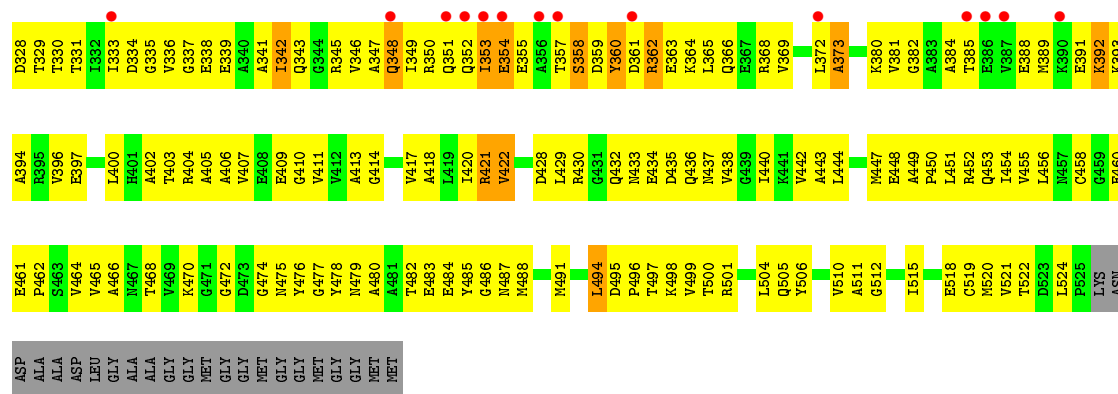 D328 T329 T330 T331 I332 I333 D334 G335 V336 G337 E338 E339 A340 A341 I342 Q343 G344 R345 V346 A347 Q348 I349 R350 Q351 Q352 I353 E354 E355 A356 T357 S358 D359 Y360 D361 R362 E363 K364 L365 Q366 E367 R368 V369 L372 A373 K380 V381 G382 A383 A384 T385 E386 V387 E388 M389 K390 E391 K392 K393
A394 R395 V396 E397 L400 H401 A402 T403 R404 A405 A406 V407 E408 E409 G410 V411 V412 A413 G414 V417 A418 L419 I420 R421 V422 D428 L429 R430 G431 Q432 N433 E434 D435 Q436 N437 V438 G439 I440 K441 V442 A443 L444 M447 E448 A449 P450 L451 R452 Q453 I454 V455 L456 N457 C458 G459 E460
E461 P462 S463 V464 V465 A466 N467 T468 V469 K470 G471 G472 D473 G474 N475 Y476 G477 Y478 N479 A480 A481 T482 E483 E484 Y485 G486 N487 M488 M491 L494 D495 P496 T497 K498 V499 T500 R501 L504 Q505 Y506 V510 A511 G512 I515 E518 C519 M520 V521 T522 D523 L524 P525 LYS ASN
ASP ALA ALA ASP LEU GLY ALA ALA GLY GLY MET GLY GLY MET GLY GLY MET GLY GLY MET MET